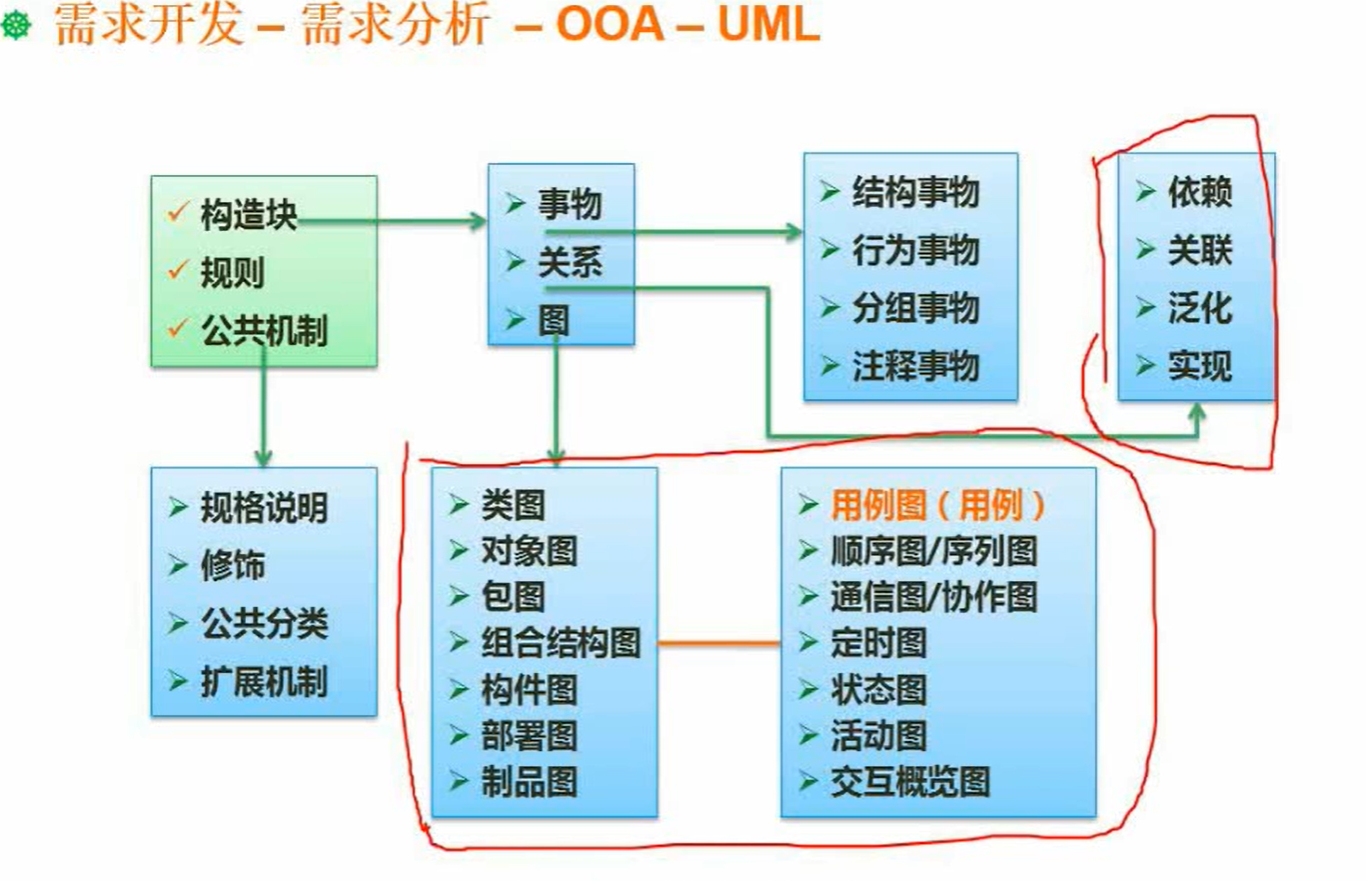 需求开发 – 需求分析 – OOA – UML
构造块
规则
公共机制
事物
关系
图
结构事物
行为事物
分组事物
注释事物
依赖
关联
泛化
实现
规格说明
修饰
公共分类
扩展机制
类图
对象图
包图
组合结构图
构件图
部署图
制品图
用例图（用例）
顺序图/序列图
通信图/协作图
定时图
状态图
活动图
交互概览图